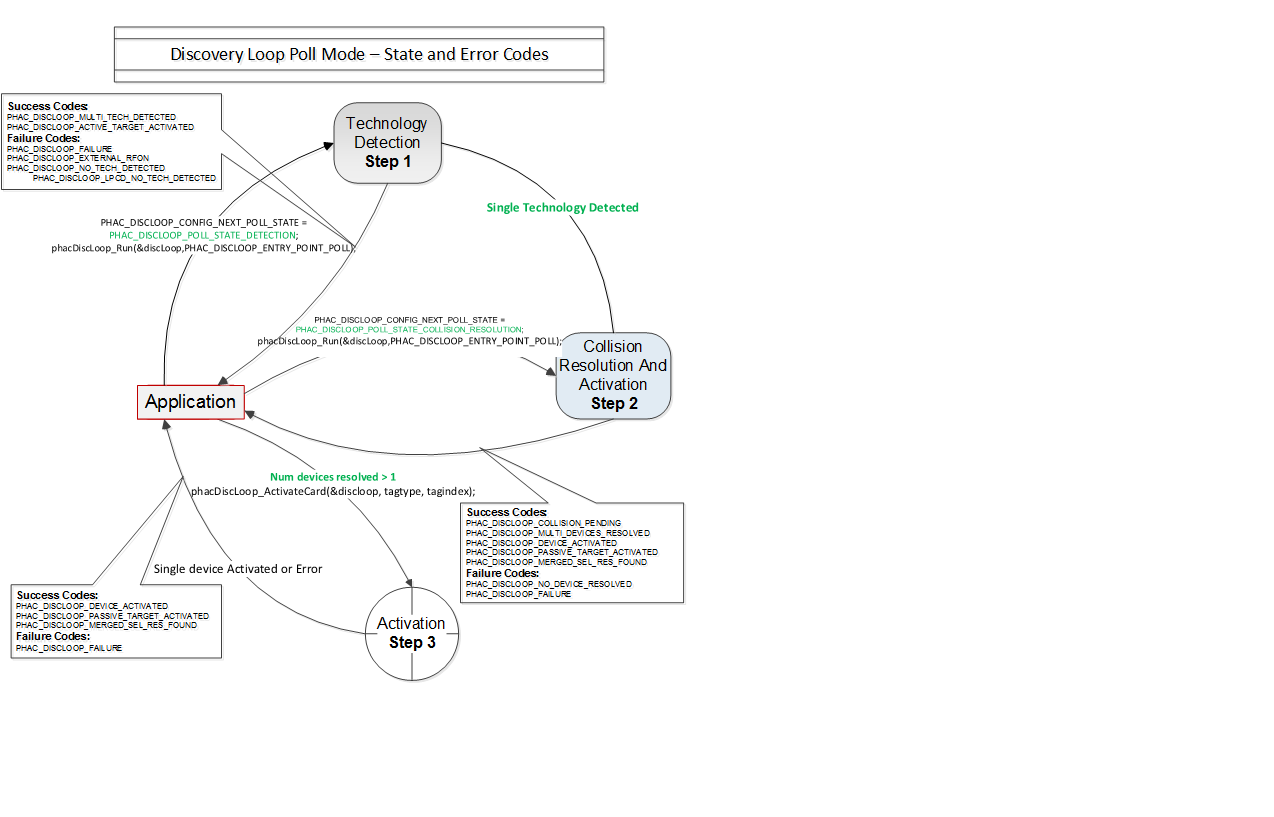 Discovery Loop Poll Mode – State and Error Codes
Success Codes:
PHAC_DISCLOOP_MULTI_TECH_DETECTED
PHAC_DISCLOOP_ACTIVE_TARGET_ACTIVATED
Failure Codes:
PHAC_DISCLOOP_FAILURE
PHAC_DISCLOOP_EXTERNAL_RFON
PHAC_DISCLOOP_NO_TECH_DETECTED
PHAC_DISCLOOP_LPCD_NO_TECH_DETECTED
Technology
Detection
Step 1
Single Technology Detected
PHAC_DISCLOOP_CONFIG_NEXT_POLL_STATE =
PHAC_DISCLOOP_POLL_STATE_DETECTION;
phacDiscLoop_Run(&discLoop,PHAC_DISCLOOP_ENTRY_POINT_POLL);
PHAC_DISCLOOP_CONFIG_NEXT_POLL_STATE =
PHAC_DISCLOOP_POLL_STATE_COLLISION_RESOLUTION;
phacDiscLoop_Run(&discLoop,PHAC_DISCLOOP_ENTRY_POINT_POLL);
Collision
Resolution And
Activation
Step 2
Application
Num devices resolved > 1
phacDiscLoop_ActivateCard(&discloop, tagtype, tagindex);
Success Codes:
PHAC_DISCLOOP_COLLISION_PENDING
PHAC_DISCLOOP_MULTI_DEVICES_RESOLVED
PHAC_DISCLOOP_DEVICE_ACTIVATED
PHAC_DISCLOOP_PASSIVE_TARGET_ACTIVATED
PHAC_DISCLOOP_MERGED_SEL_RES_FOUND
Failure Codes:
PHAC_DISCLOOP_NO_DEVICE_RESOLVED
PHAC_DISCLOOP_FAILURE
Single device Activated or Error
Success Codes:
PHAC_DISCLOOP_DEVICE_ACTIVATED
PHAC_DISCLOOP_PASSIVE_TARGET_ACTIVATED
PHAC_DISCLOOP_MERGED_SEL_RES_FOUND
Failure Codes:
PHAC_DISCLOOP_FAILURE
Activation
Step 3